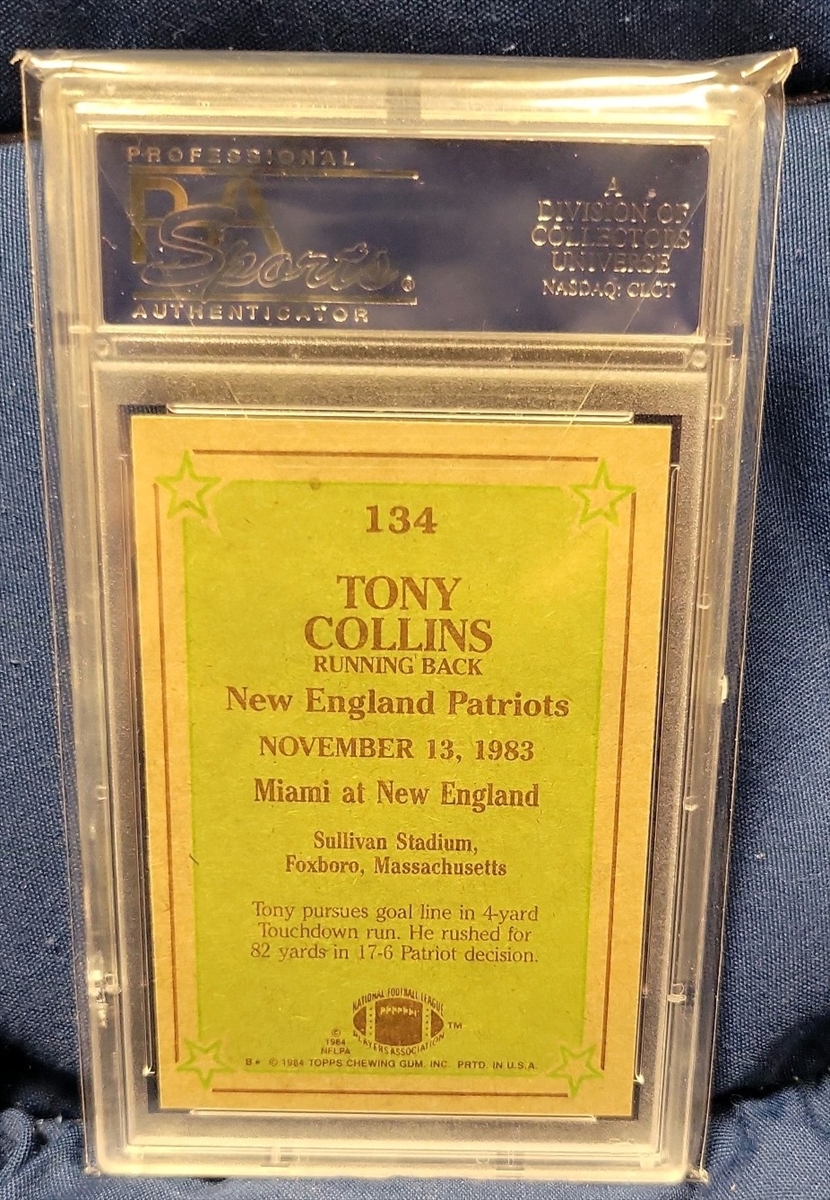 PROFESSIONAL
PSA
Sports®
AUTHENTICATOR
A
DIVISION OF
COLLECTORS
UNIVERSE
NASDAQ: CLCT
134
TONY
COLLINS
RUNNING BACK
New England Patriots
NOVEMBER 13, 1983
Miami at New England
Sullivan Stadium,
Foxboro, Massachusetts
Tony pursues goal line in 4-yard
Touchdown run. He rushed for
82 yards in 17-6 Patriot decision.
NATIONAL FOOTBALL LEAGUE
PLAYERS ASSOCIATION
TM
©
1984
NFLPA
B* © 1984 TOPPS CHEWING GUM, INC. PRTD. IN U.S.A.